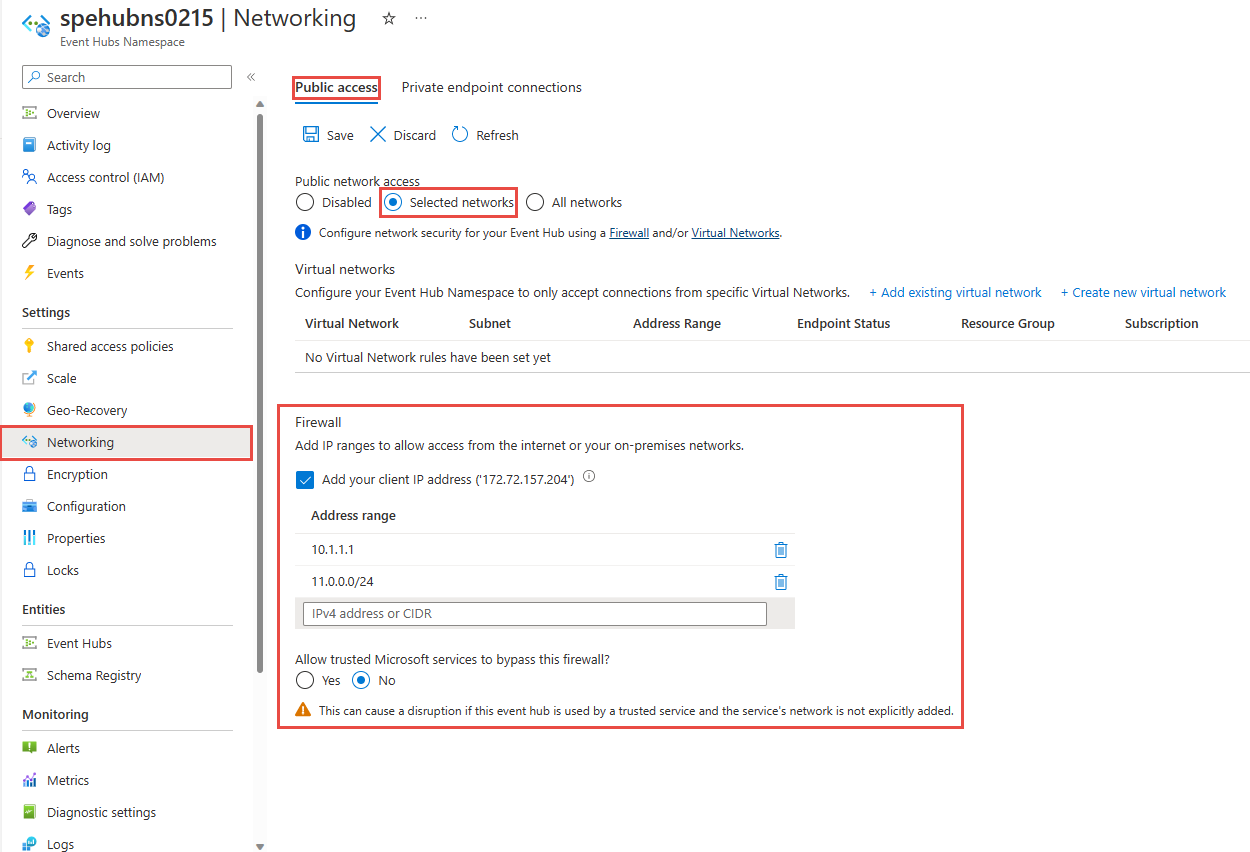 spehubns0215 | Networking
Event Hubs Namespace
Search
Overview
Activity log
Access control (IAM)
Tags
Diagnose and solve problems
Events
Settings
Shared access policies
Scale
Geo-Recovery
Networking
Encryption
Configuration
Properties
Locks
Entities
Event Hubs
Schema Registry
Monitoring
Alerts
Metrics
Diagnostic settings
Logs
Public access Private endpoint connections
Save Discard Refresh
Public network access
Disabled Selected networks All networks
Configure network security for your Event Hub using a Firewall and/or Virtual Networks.
Virtual networks
Configure your Event Hub Namespace to only accept connections from specific Virtual Networks. + Add existing virtual network + Create new virtual network
Virtual Network Subnet Address Range Endpoint Status Resource Group Subscription
No Virtual Network rules have been set yet
Firewall
Add IP ranges to allow access from the internet or your on-premises networks.
Add your client IP address ('172.72.157.204')
Address range
10.1.1.1
11.0.0.0/24
IPv4 address or CIDR
Allow trusted Microsoft services to bypass this firewall?
Yes No
This can cause a disruption if this event hub is used by a trusted service and the service's network is not explicitly added.